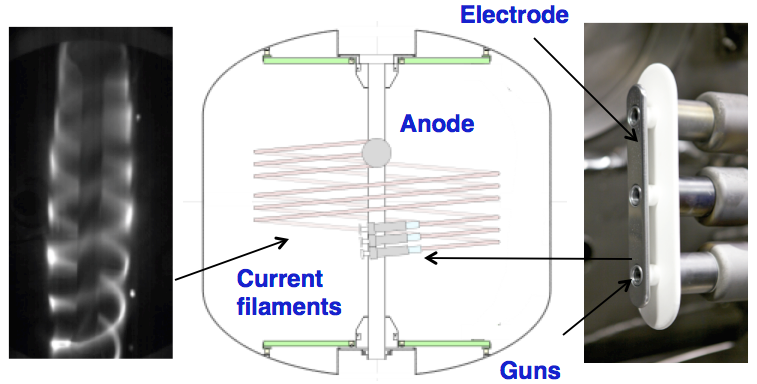 Electrode
Anode
Current
filaments
Guns